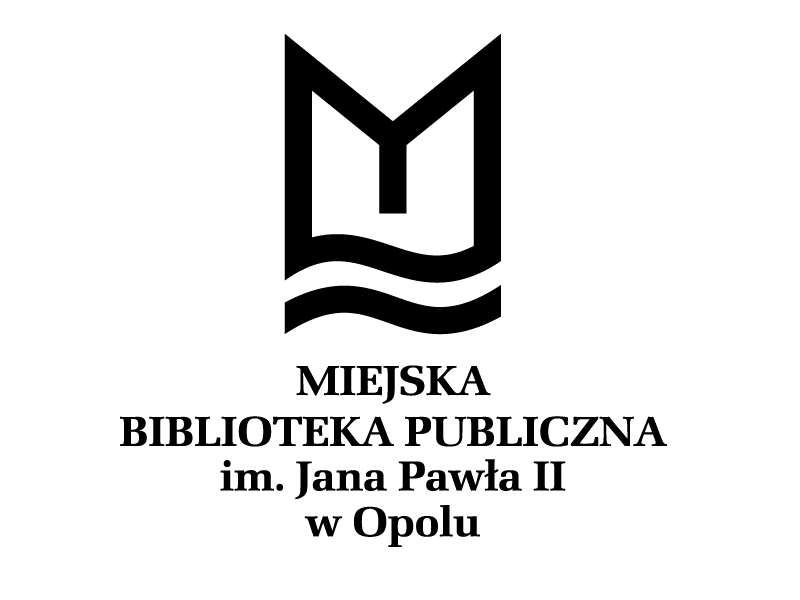 MIEJSKA
BIBLIOTEKA PUBLICZNA
im. Jana Pawła II
w Opolu